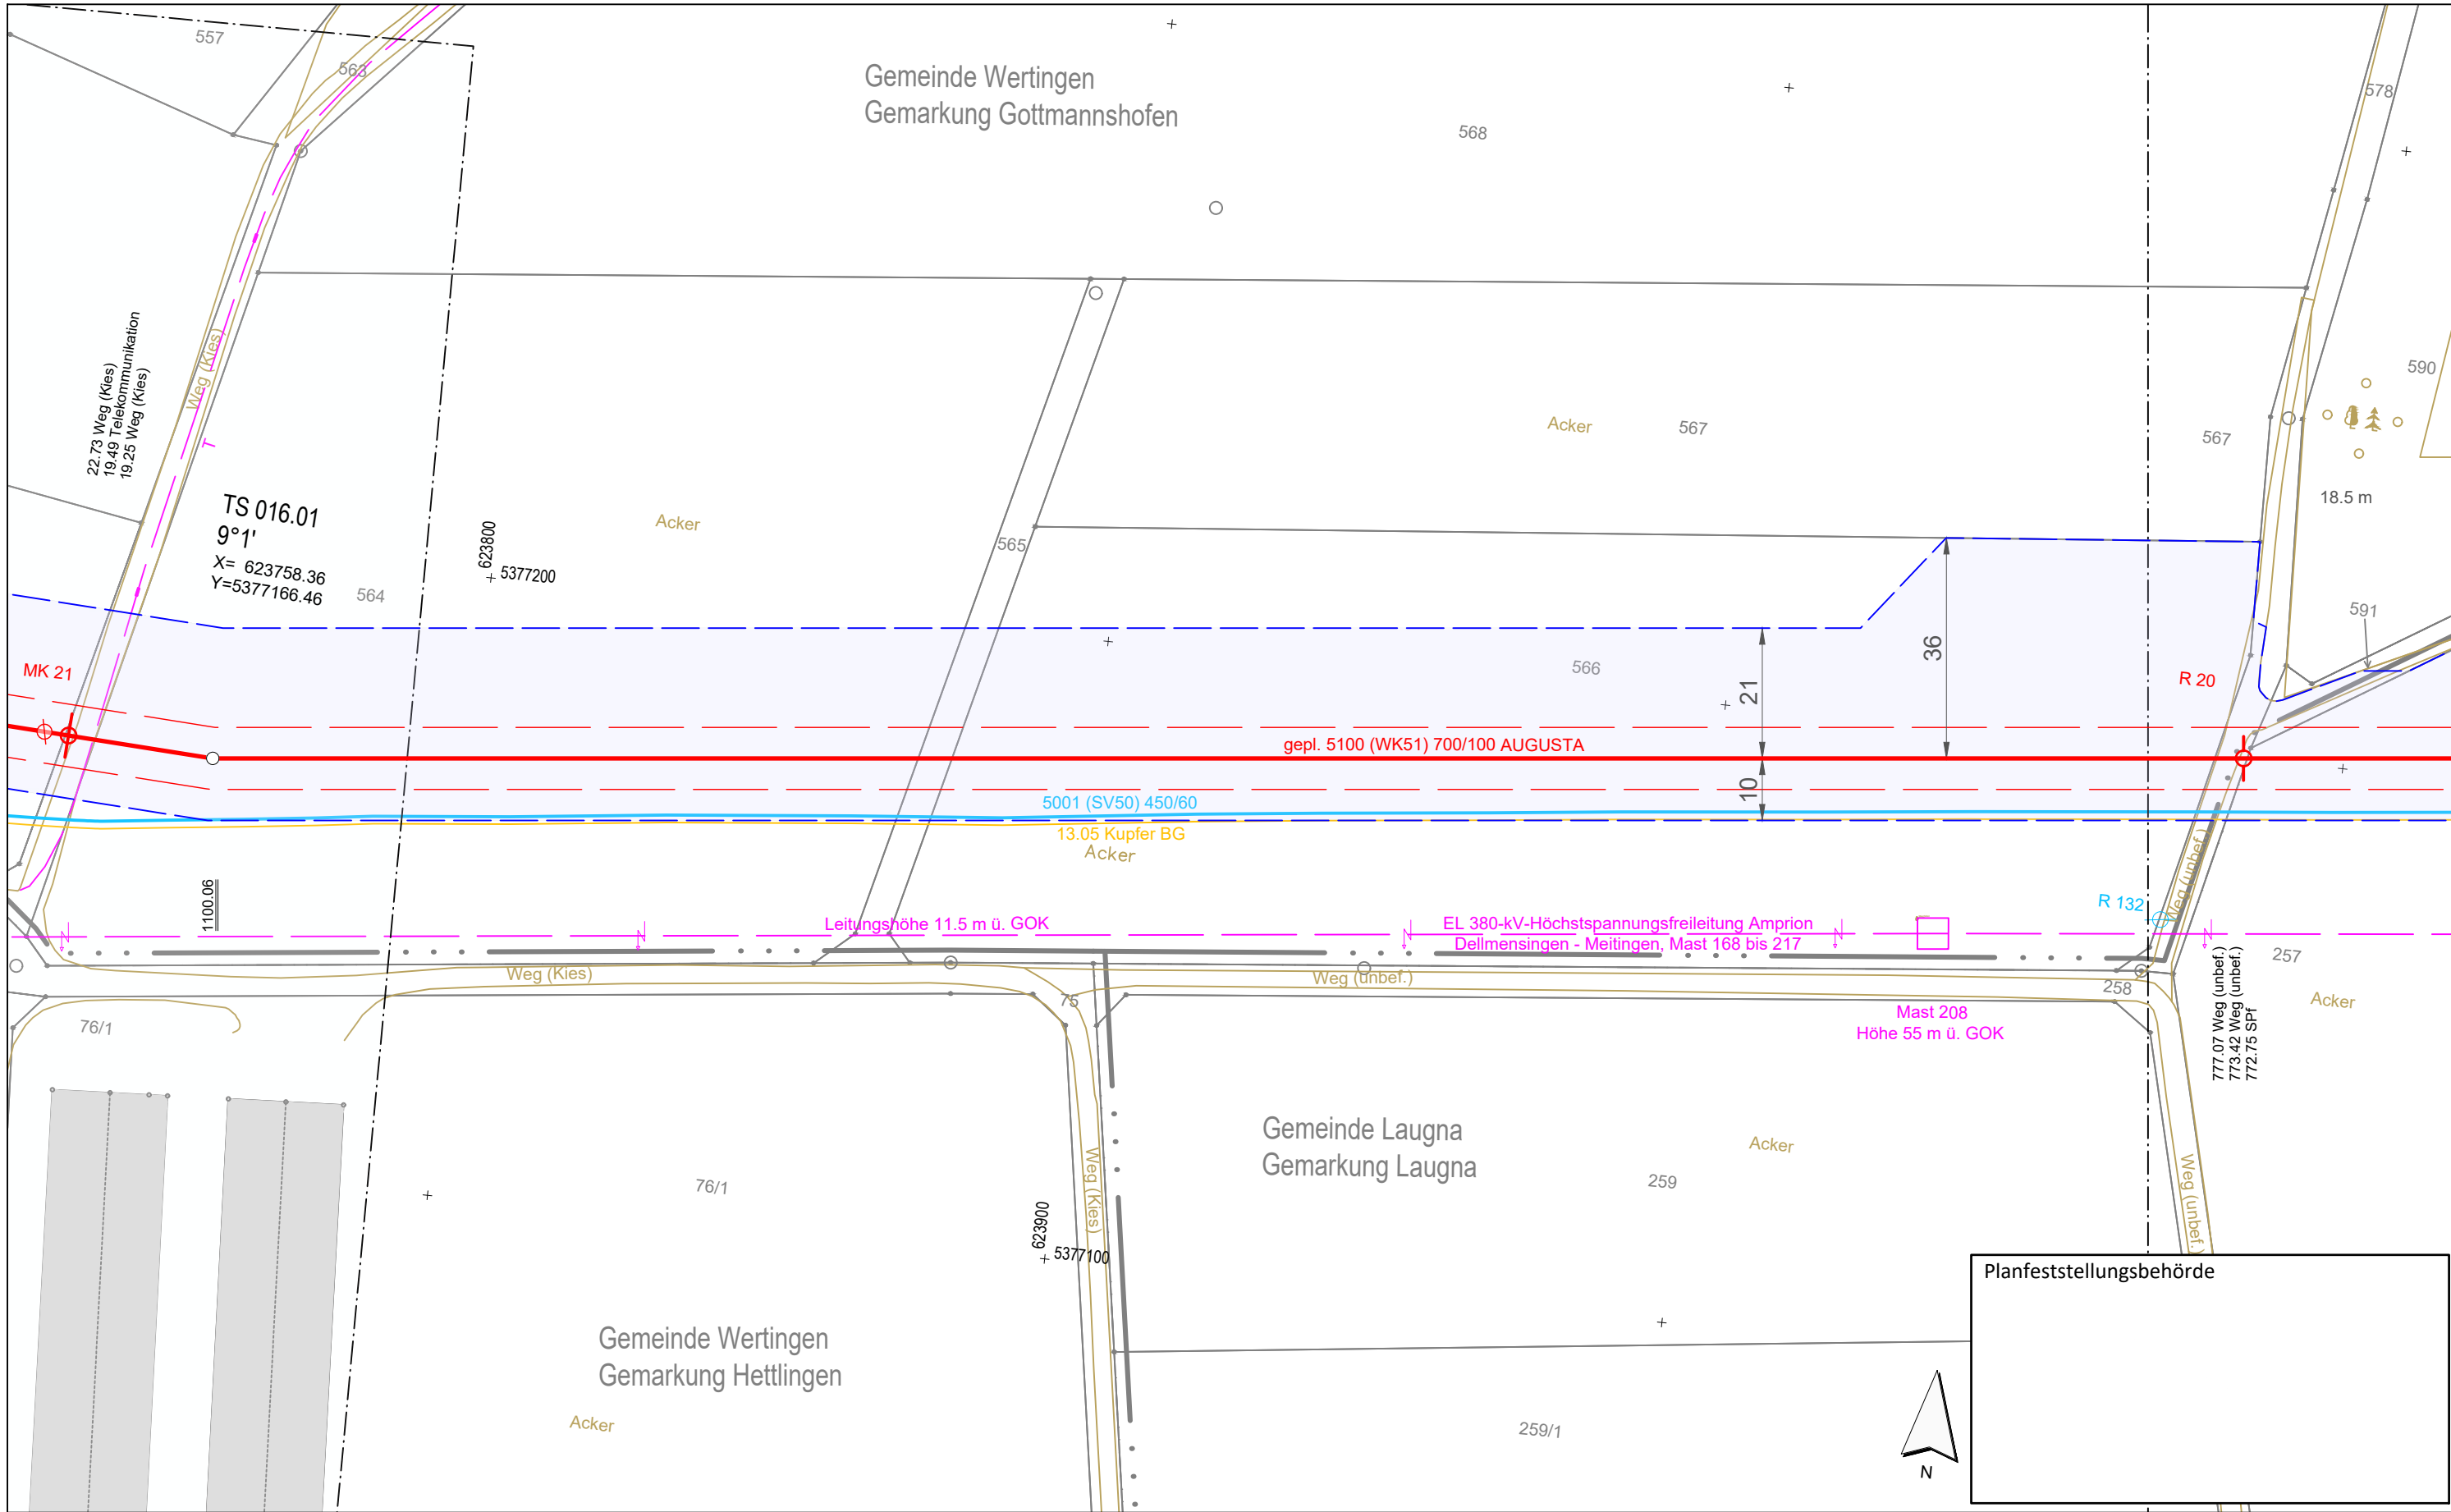 557
563
Gemeinde Wertingen
Gemarkung Gottmannshofen
568
578
22.73 Weg (Kies)
19.49 Telekommunikation
19.25 Weg (Kies)
Weg (Kies)
T
590
Acker
567
567
18.5 m
TS 016.01
9°1'
X= 623758.36
Y=5377166.46
564
623800
5377200
Acker
565
591
36
566
21
MK 21
R 20
gepl. 5100 (WK51) 700/100 AUGUSTA
10
5001 (SV50) 450/60
13.05 Kupfer BG
Acker
Weg (unbef.)
1100.06
R 132
Leitungshöhe 11.5 m ü. GOK
EL 380-kV-Höchstspannungsfreileitung Amprion
Dellmensingen - Meitingen, Mast 168 bis 217
257
Weg (Kies)
Weg (unbef.)
75
258
Acker
76/1
Mast 208
Höhe 55 m ü. GOK
777.07 Weg (unbef.)
773.42 Weg (unbef.)
772.75 SPf
Gemeinde Laugna
Gemarkung Laugna
Acker
76/1
Weg (Kies)
259
Weg (unbef.)
623900
5377100
Planfeststellungsbehörde
Gemeinde Wertingen
Gemarkung Hettlingen
Acker
259/1
N